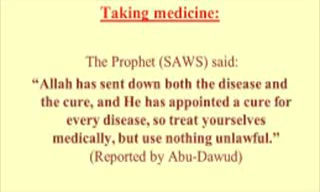 Taking medicine:
The Prophet (SAWS) said:
“Allah has sent down both the disease and
the cure, and He has appointed a cure for
every disease, so treat yourselves
medically, but use nothing unlawful.”
(Reported by Abu-Dawud)